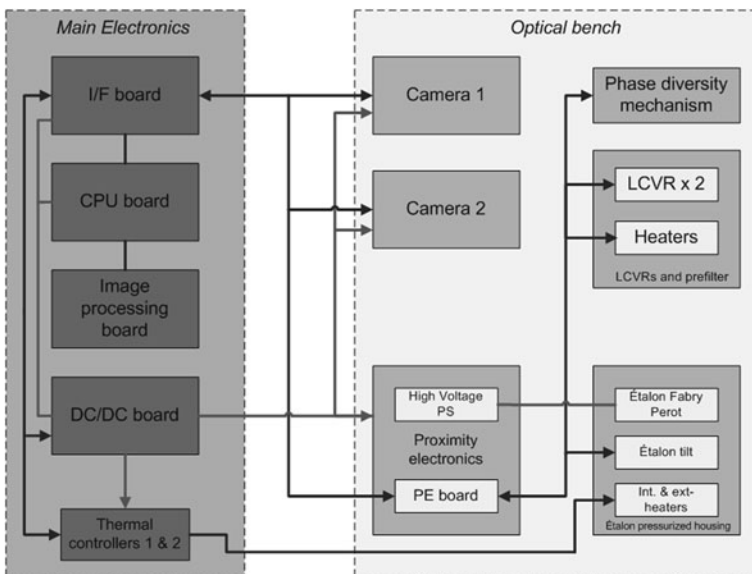 Main Electronics
I/F board
CPU board
Image
processing
board
DC/DC board
Thermal
controllers 1 & 2
Optical bench
Camera 1
Camera 2
High Voltage
PS
Proximity
electronics
PE board
Phase diversity
mechanism
LCVR x 2
Heaters
LCVRs and prefilter
Étalon Fabry
Perot
Étalon tilt
Int. & ext-
heaters
Étalon pressurized housing